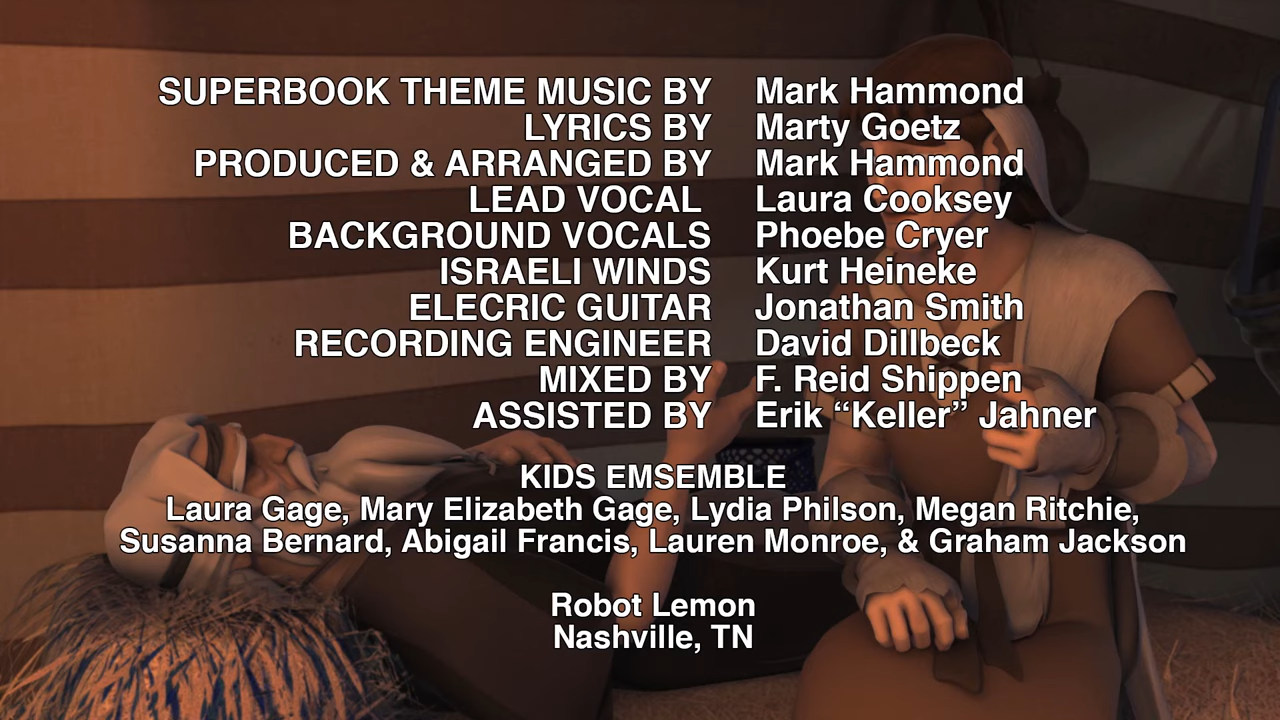 SUPERBOOK THEME MUSIC BY Mark Hammond
LYRICS BY Marty Goetz
PRODUCED & ARRANGED BY Mark Hammond
LEAD VOCAL Laura Cooksey
BACKGROUND VOCALS Phoebe Cryer
ISRAELI WINDS Kurt Heineke
ELECRIC GUITAR Jonathan Smith
RECORDING ENGINEER David Dillbeck
MIXED BY F. Reid Shippen
ASSISTED BY Erik “Keller” Jahner
KIDS EMSEMBLE
Laura Gage, Mary Elizabeth Gage, Lydia Philson, Megan Ritchie,
Susanna Bernard, Abigail Francis, Lauren Monroe, & Graham Jackson
Robot Lemon
Nashville, TN